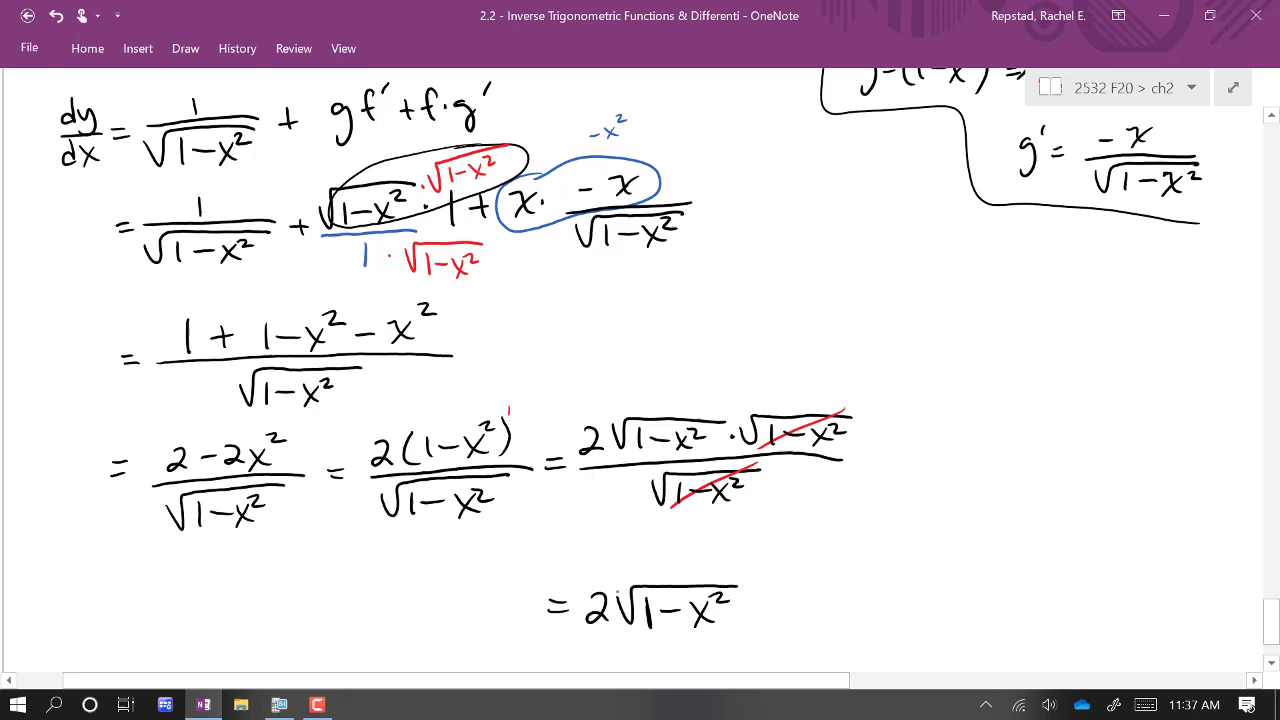 2.2 - Inverse Trigonometric Functions & Differenti - OneNote
Repstad, Rachel E.
File Home Insert Draw History Review View
2532 F20 > ch2
y=(1-x
dy/dx = 1/√(1-x²) + gf' + f·g'
g' = -x/√(1-x²)
-x²
= 1/√(1-x²) + √(1-x²)·√(1-x²)/1·√(1-x²) · 1 + x· -x/√(1-x²)
= (1 + 1-x² - x²)/√(1-x²)
= (2-2x²)/√(1-x²) = 2(1-x²)¹/√(1-x²) = 2√(1-x²)·√(1-x²)/√(1-x²)
= 2√(1-x²)
11:37 AM